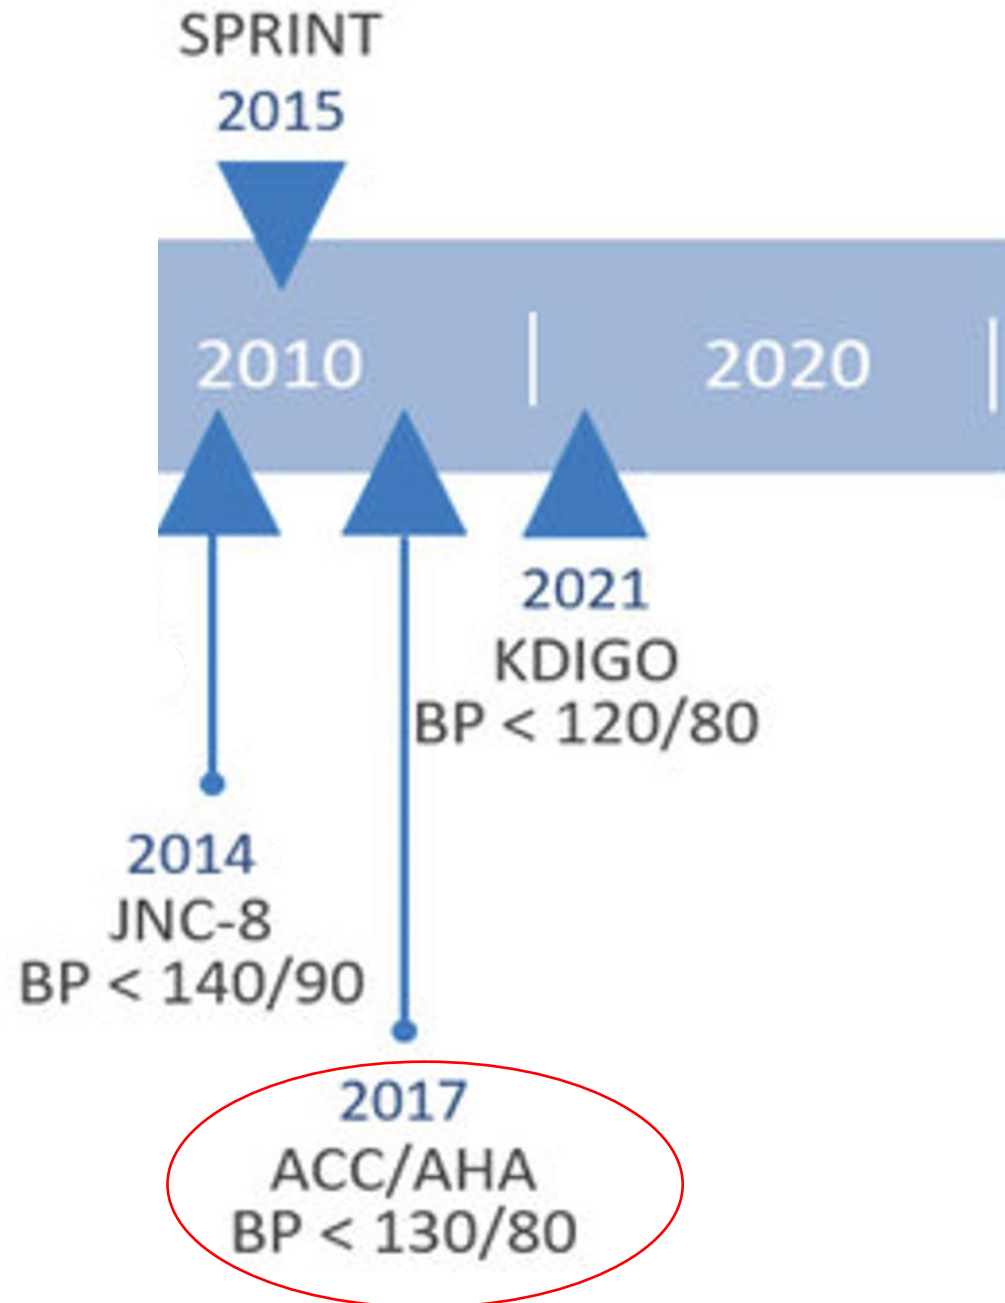 SPRINT
2015
2010 | 2020 |
2021
KDIGO
BP < 120/80
2014
JNC-8
BP < 140/90
2017
ACC/AHA
BP < 130/80